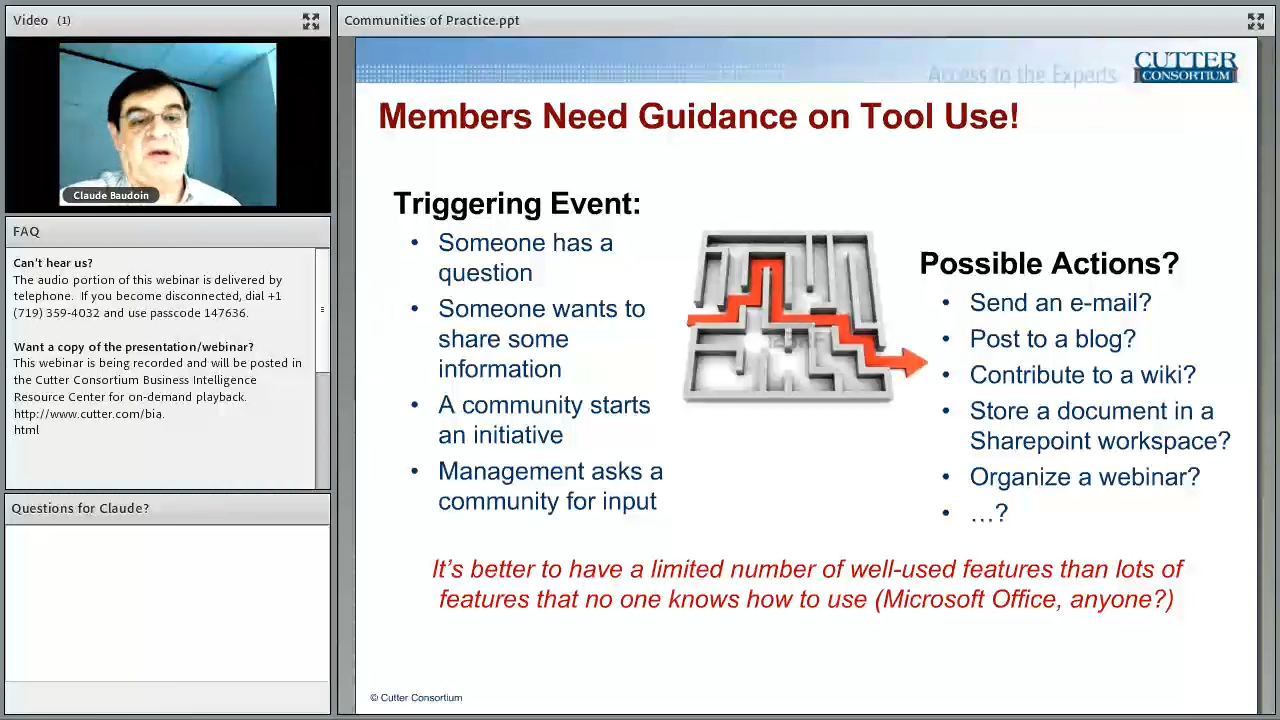 Video (1)
Claude Baudoin
FAQ
Can't hear us?
The audio portion of this webinar is delivered by
telephone. If you become disconnected, dial +1
(719) 359-4032 and use passcode 147636.
Want a copy of the presentation/webinar?
This webinar is being recorded and will be posted in
the Cutter Consortium Business Intelligence
Resource Center for on-demand playback.
http://www.cutter.com/bia.
html
Questions for Claude?
Communities of Practice.ppt
Access to the Experts
CUTTER
CONSORTIUM
Members Need Guidance on Tool Use!
Triggering Event:
• Someone has a
question
• Someone wants to
share some
information
• A community starts
an initiative
• Management asks a
community for input
Possible Actions?
• Send an e-mail?
• Post to a blog?
• Contribute to a wiki?
• Store a document in a
Sharepoint workspace?
• Organize a webinar?
• …?
It's better to have a limited number of well-used features than lots of
features that no one knows how to use (Microsoft Office, anyone?)
© Cutter Consortium